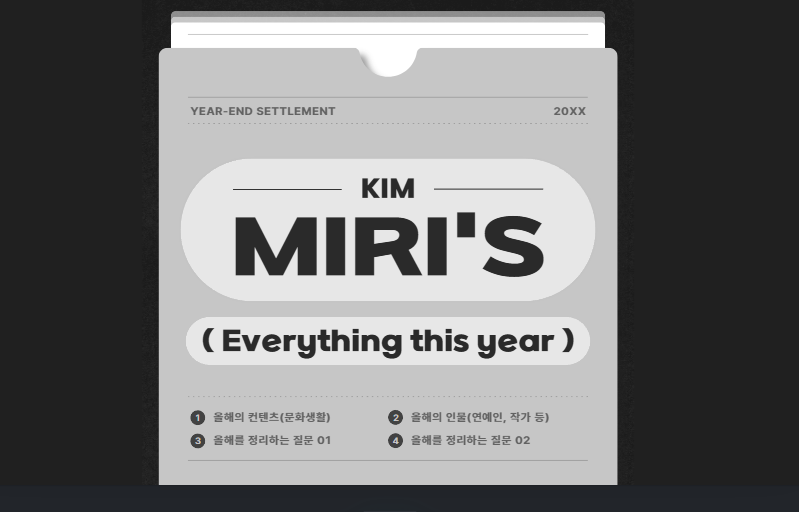 YEAR-END SETTLEMENT 20XX
KIM
MIRI'S
( Everything this year )
1 올해의 컨텐츠(문화생활) 2 올해의 인물(연예인, 작가 등)
3 올해를 정리하는 질문 01 4 올해를 정리하는 질문 02